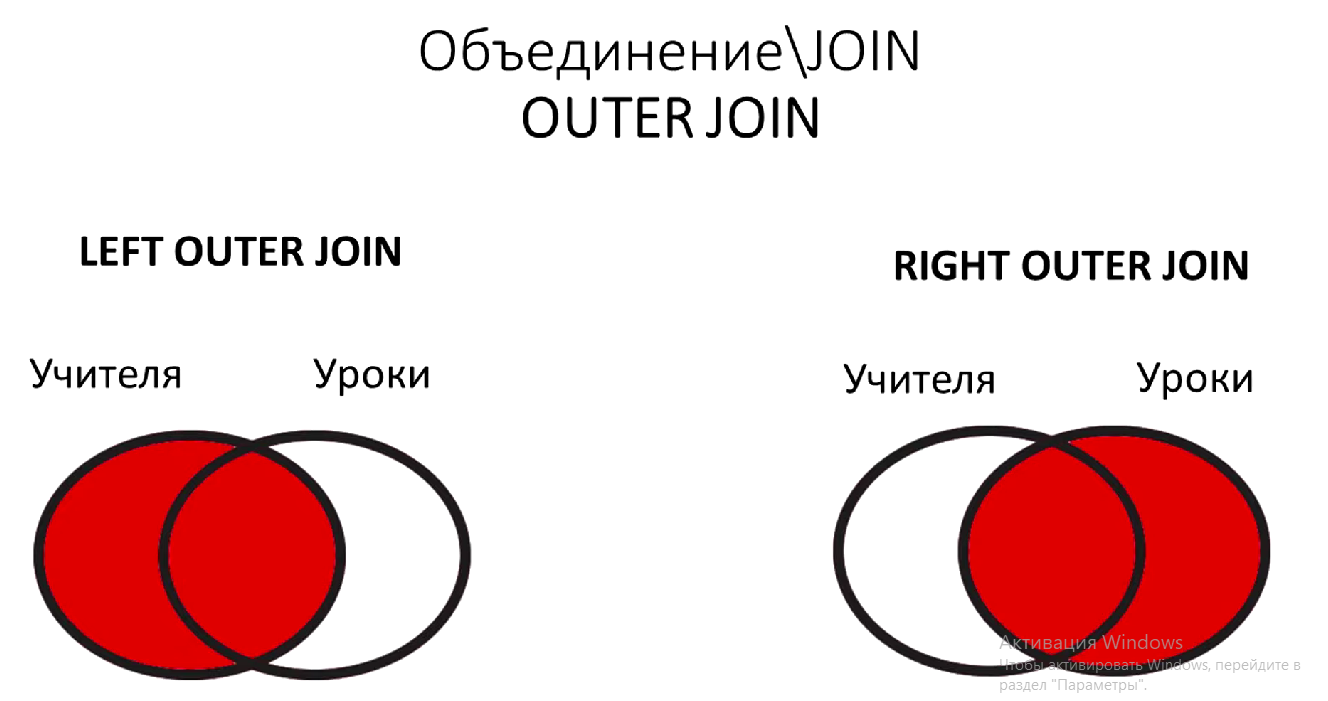 Объединение\JOIN
OUTER JOIN
LEFT OUTER JOIN
RIGHT OUTER JOIN
Учителя
Уроки
Учителя
Уроки
Активация Windows
Чтобы активировать Windows, перейдите в
раздел "Параметры".